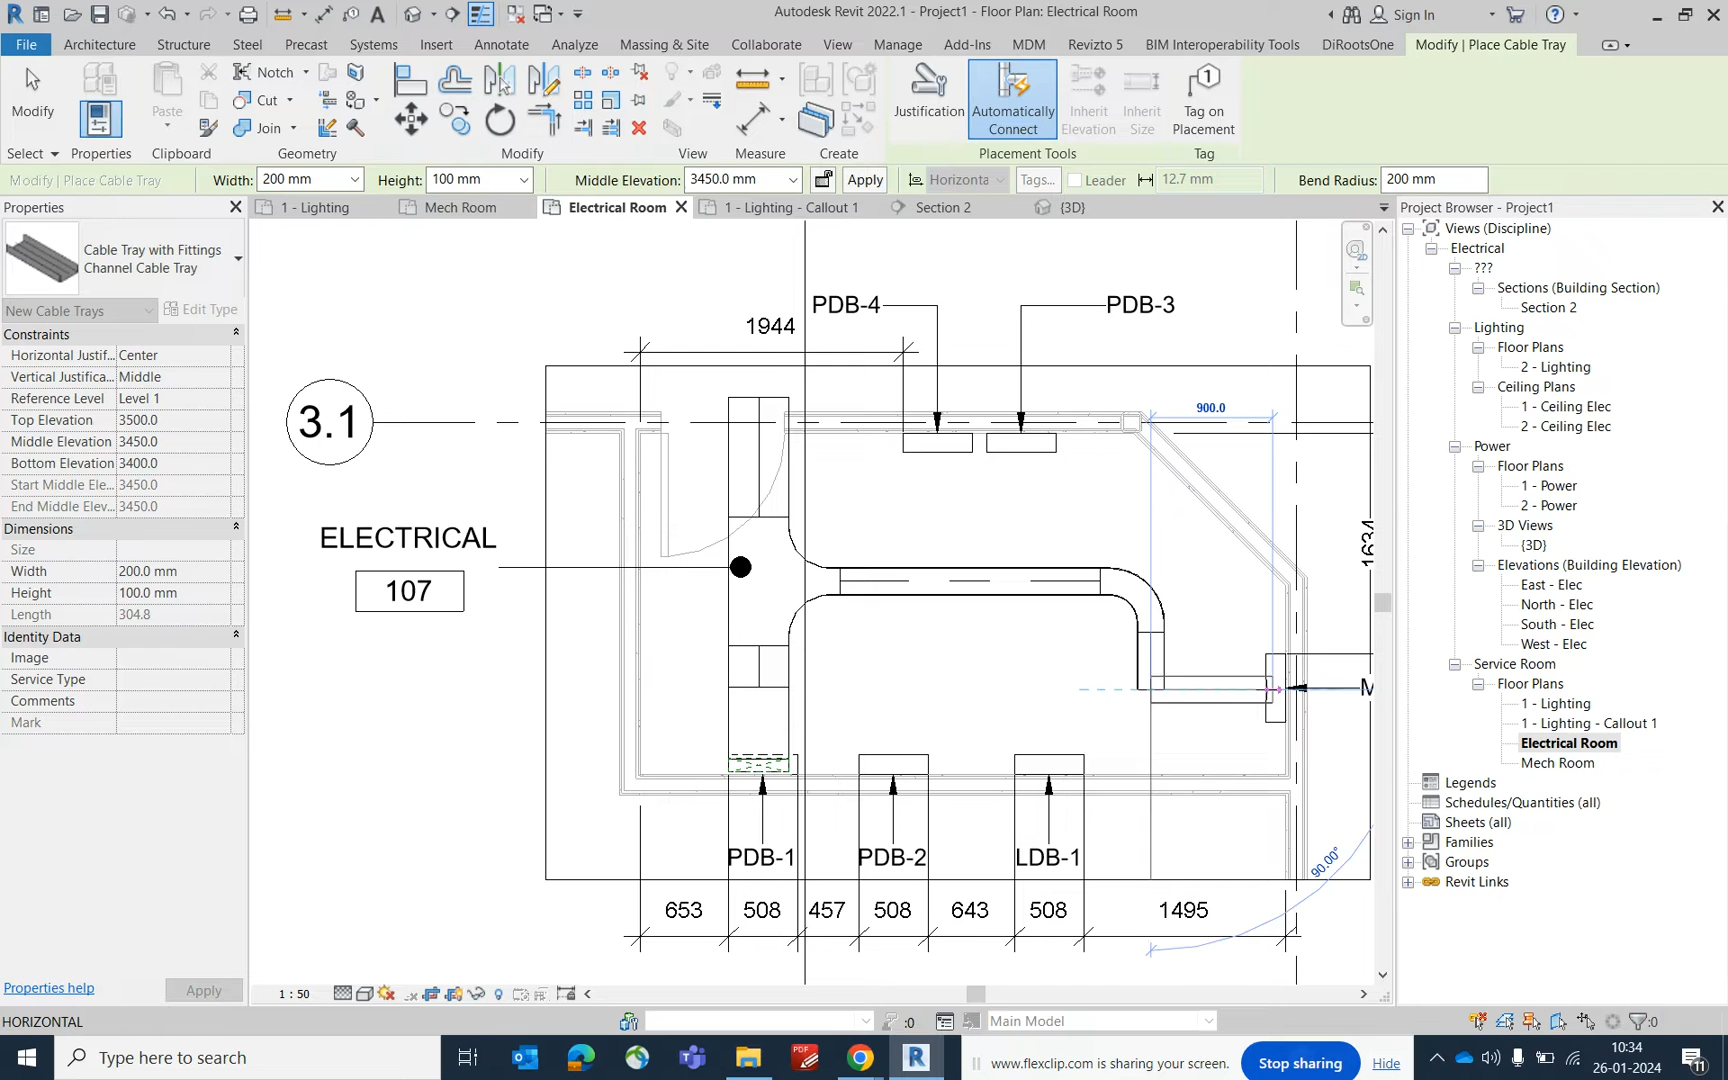 Autodesk Revit 2022.1 - Project1 - Floor Plan: Electrical Room
Sign In
File Architecture Structure Steel Precast Systems Insert Annotate Analyze Massing & Site Collaborate View Manage Add-Ins MDM Revizto 5 BIM Interoperability Tools DiRootsOne Modify | Place Cable Tray
Modify Paste Notch Cut Join Justification Automatically Connect Inherit Elevation Inherit Size Tag on Placement
Select Properties Clipboard Geometry Modify View Measure Create Placement Tools Tag
Modify | Place Cable Tray Width: 200 mm Height: 100 mm Middle Elevation: 3450.0 mm Apply Horizonta Tags... Leader 12.7 mm Bend Radius: 200 mm
Properties
1 - Lighting Mech Room Electrical Room 1 - Lighting - Callout 1 Section 2 {3D}
Project Browser - Project1
Cable Tray with Fittings
Channel Cable Tray
New Cable Trays Edit Type
Constraints
Horizontal Justif... Center
Vertical Justifica... Middle
Reference Level Level 1
Top Elevation 3500.0
Middle Elevation 3450.0
Bottom Elevation 3400.0
Start Middle Ele... 3450.0
End Middle Elev... 3450.0
Dimensions
Size
Width 200.0 mm
Height 100.0 mm
Length 304.8
Identity Data
Image
Service Type
Comments
Mark
Properties help Apply
PDB-4 PDB-3
1944
900.0
3.1
1634
ELECTRICAL
107
M
PDB-1 PDB-2 LDB-1
90.00°
653 508 457 508 643 508 1495
1 : 50
Views (Discipline)
Electrical
???
Sections (Building Section)
Section 2
Lighting
Floor Plans
2 - Lighting
Ceiling Plans
1 - Ceiling Elec
2 - Ceiling Elec
Power
Floor Plans
1 - Power
2 - Power
3D Views
{3D}
Elevations (Building Elevation)
East - Elec
North - Elec
South - Elec
West - Elec
Service Room
Floor Plans
1 - Lighting
1 - Lighting - Callout 1
Electrical Room
Mech Room
Legends
Schedules/Quantities (all)
Sheets (all)
Families
Groups
Revit Links
HORIZONTAL
:0
Main Model
:0
Type here to search
www.flexclip.com is sharing your screen. Stop sharing Hide
10:34
26-01-2024
11